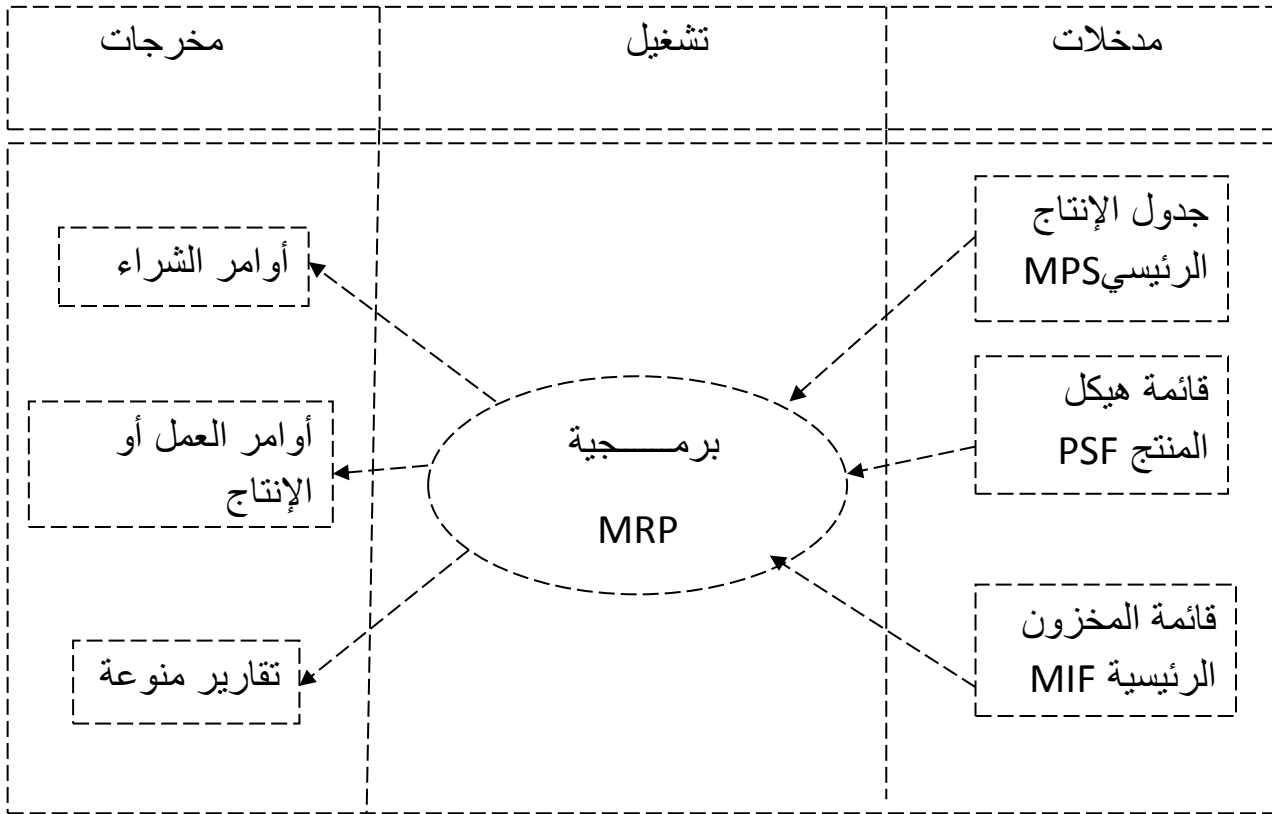 مدخلات
تشغيل
مخرجات
جدول الإنتاج
الرئيسيMPS
قائمة هيكل
المنتج PSF
قائمة المخزون
الرئيسية MIF
برمـــــجية
MRP
أوامر الشراء
أوامر العمل أو
الإنتاج
تقارير منوعة